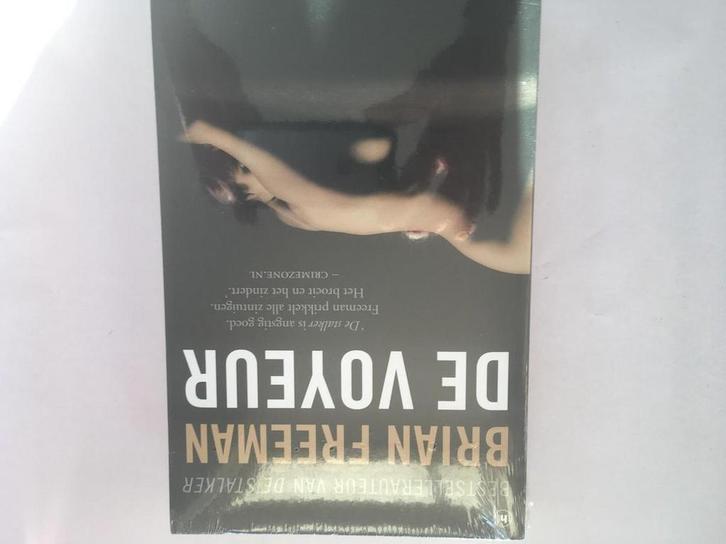 BESTSELLERAUTEUR VAN DE STALKER
BRIAN FREEMAN
DE VOYEUR
'De stalker is angstig goed.
Freeman prikkelt alle zintuigen.
Het broeit en het zindert.'
– CRIMEZONE.NL